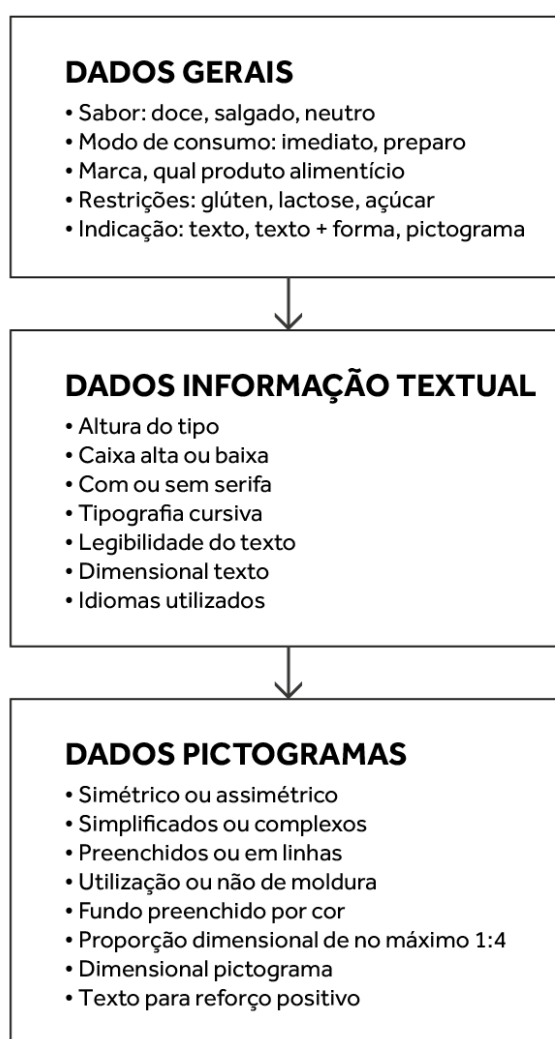 DADOS GERAIS
• Sabor: doce, salgado, neutro
• Modo de consumo: imediato, preparo
• Marca, qual produto alimentício
• Restrições: glúten, lactose, açúcar
• Indicação: texto, texto + forma, pictograma
DADOS INFORMAÇÃO TEXTUAL
• Altura do tipo
• Caixa alta ou baixa
• Com ou sem serifa
• Tipografia cursiva
• Legibilidade do texto
• Dimensional texto
• Idiomas utilizados
DADOS PICTOGRAMAS
• Simétrico ou assimétrico
• Simplificados ou complexos
• Preenchidos ou em linhas
• Utilização ou não de moldura
• Fundo preenchido por cor
• Proporção dimensional de no máximo 1:4
• Dimensional pictograma
• Texto para reforço positivo